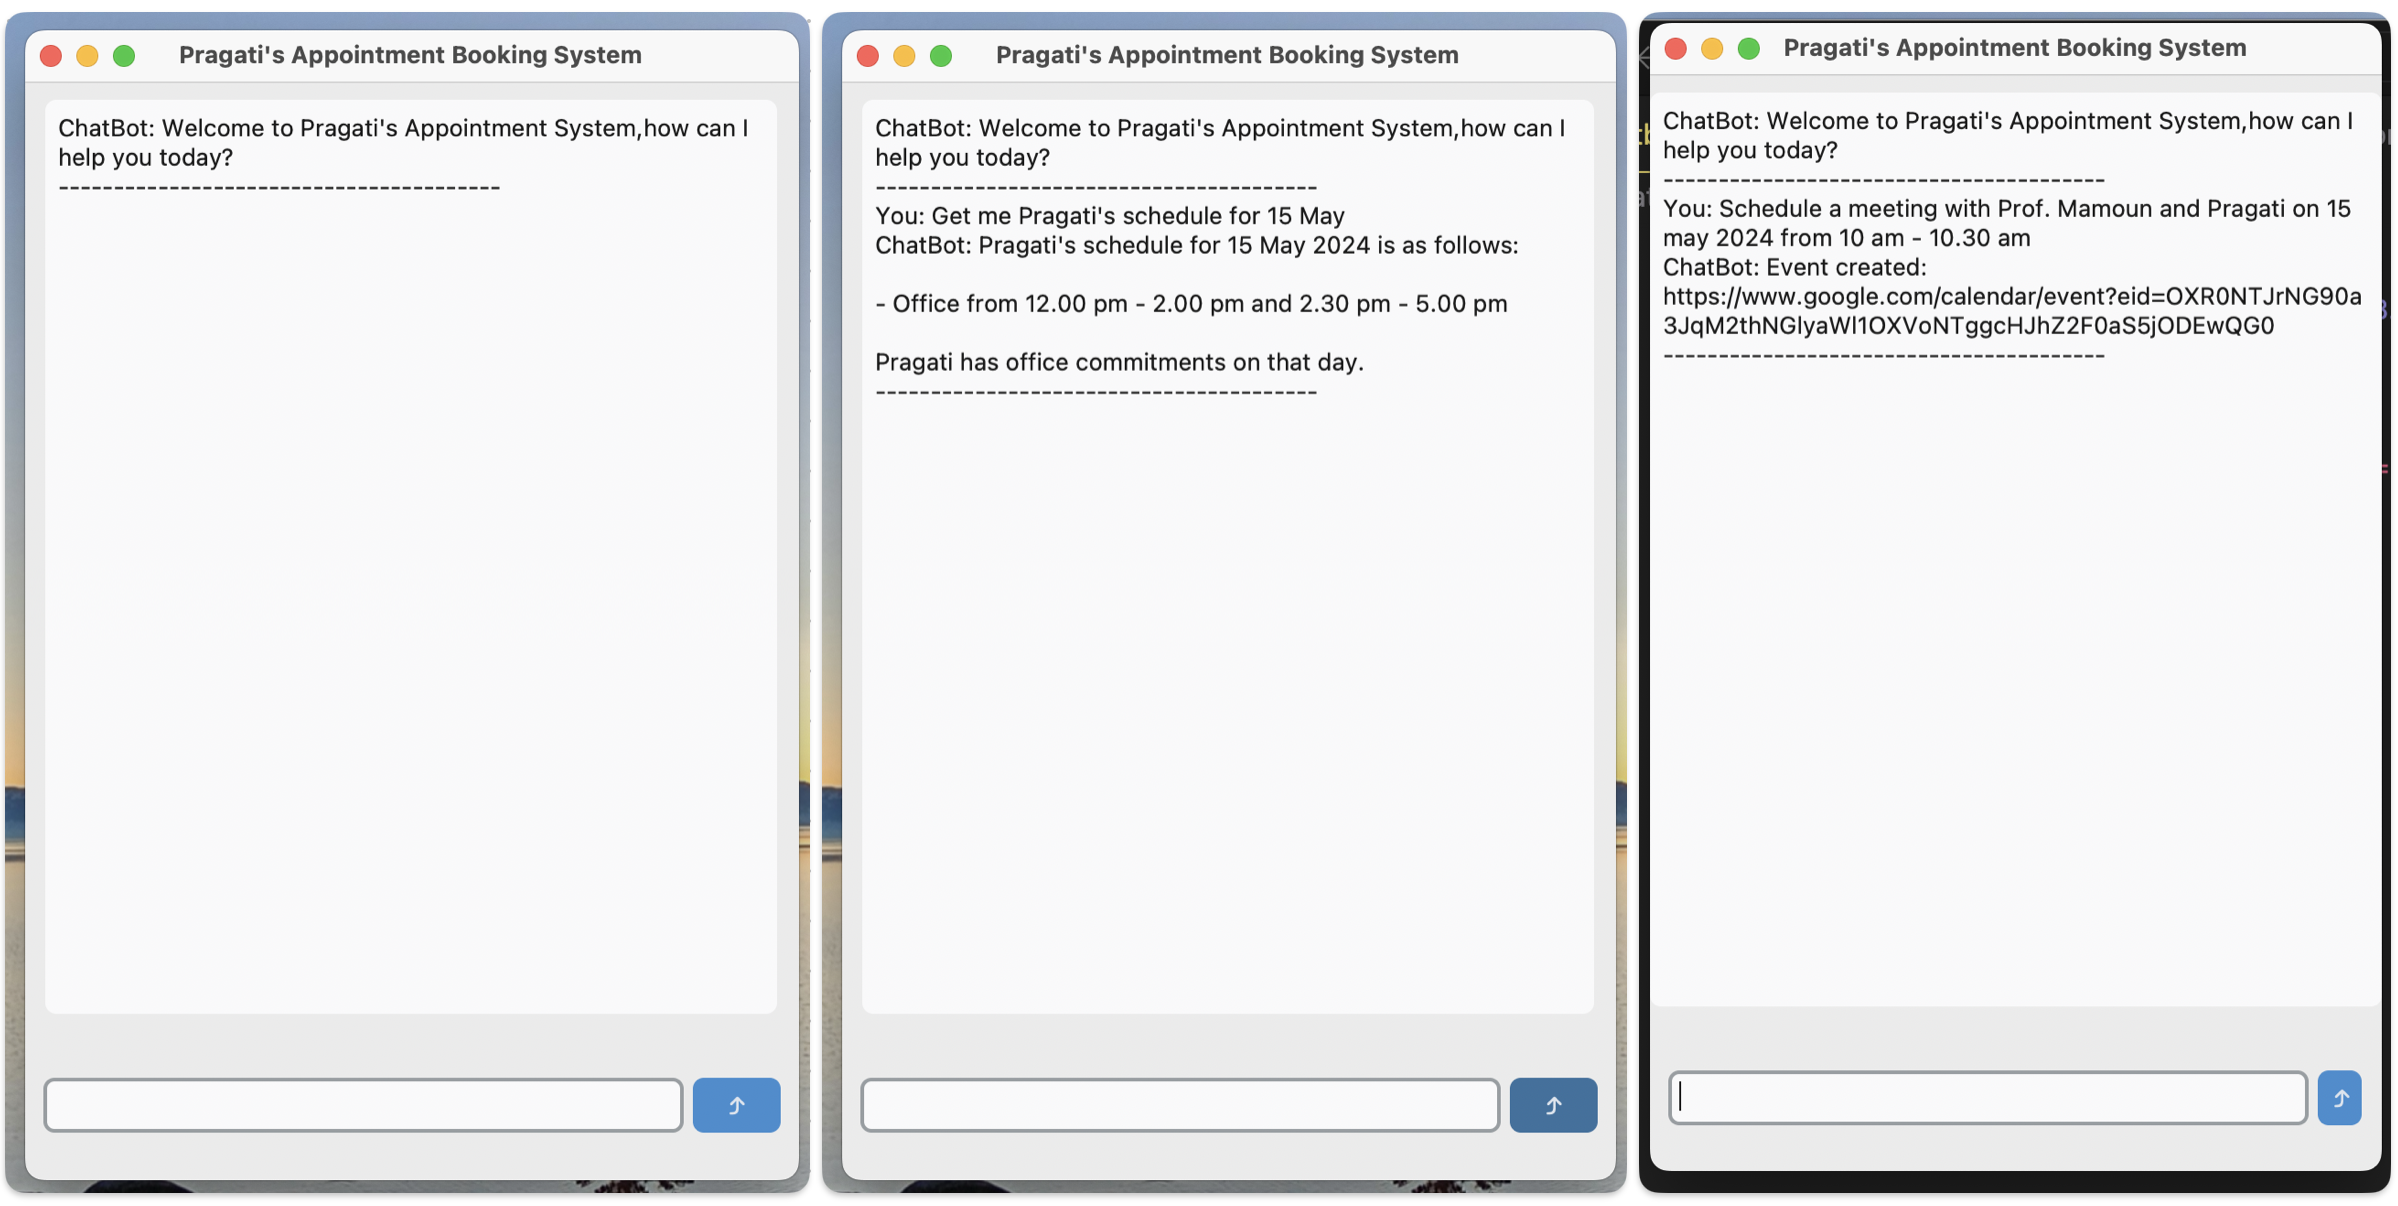 Pragati's Appointment Booking System
ChatBot: Welcome to Pragati's Appointment System,how can I
help you today?
----------------------------------------
Pragati's Appointment Booking System
ChatBot: Welcome to Pragati's Appointment System,how can I
help you today?
----------------------------------------
You: Get me Pragati's schedule for 15 May
ChatBot: Pragati's schedule for 15 May 2024 is as follows:
- Office from 12.00 pm - 2.00 pm and 2.30 pm - 5.00 pm
Pragati has office commitments on that day.
----------------------------------------
Pragati's Appointment Booking System
ChatBot: Welcome to Pragati's Appointment System,how can I
help you today?
----------------------------------------
You: Schedule a meeting with Prof. Mamoun and Pragati on 15
may 2024 from 10 am - 10.30 am
ChatBot: Event created:
https://www.google.com/calendar/event?eid=OXR0NTJrNG90a
3JqM2thNGlyaWl1OXVoNTggcHJhZ2F0aS5jODEwQG0
----------------------------------------